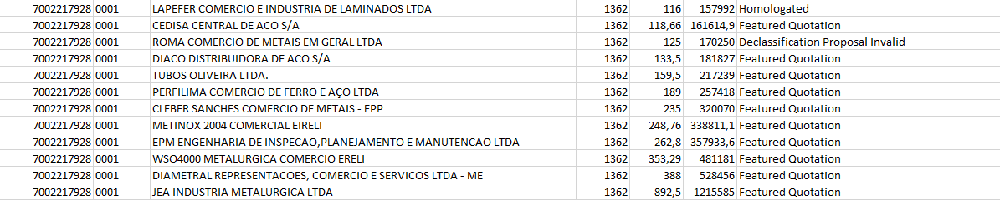 7002217928 0001 LAPEFER COMERCIO E INDUSTRIA DE LAMINADOS LTDA 1362 116 157992 Homologated
7002217928 0001 CEDISA CENTRAL DE ACO S/A 1362 118,66 161614,9 Featured Quotation
7002217928 0001 ROMA COMERCIO DE METAIS EM GERAL LTDA 1362 125 170250 Declassification Proposal Invalid
7002217928 0001 DIACO DISTRIBUIDORA DE ACO S/A 1362 133,5 181827 Featured Quotation
7002217928 0001 TUBOS OLIVEIRA LTDA. 1362 159,5 217239 Featured Quotation
7002217928 0001 PERFILIMA COMERCIO DE FERRO E AÇO LTDA 1362 189 257418 Featured Quotation
7002217928 0001 CLEBER SANCHES COMERCIO DE METAIS - EPP 1362 235 320070 Featured Quotation
7002217928 0001 METINOX 2004 COMERCIAL EIRELI 1362 248,76 338811,1 Featured Quotation
7002217928 0001 EPM ENGENHARIA DE INSPECAO,PLANEJAMENTO E MANUTENCAO LTDA 1362 262,8 357933,6 Featured Quotation
7002217928 0001 WSO4000 METALURGICA COMERCIO ERELI 1362 353,29 481181 Featured Quotation
7002217928 0001 DIAMETRAL REPRESENTACOES, COMERCIO E SERVICOS LTDA - ME 1362 388 528456 Featured Quotation
7002217928 0001 JEA INDUSTRIA METALURGICA LTDA 1362 892,5 1215585 Featured Quotation